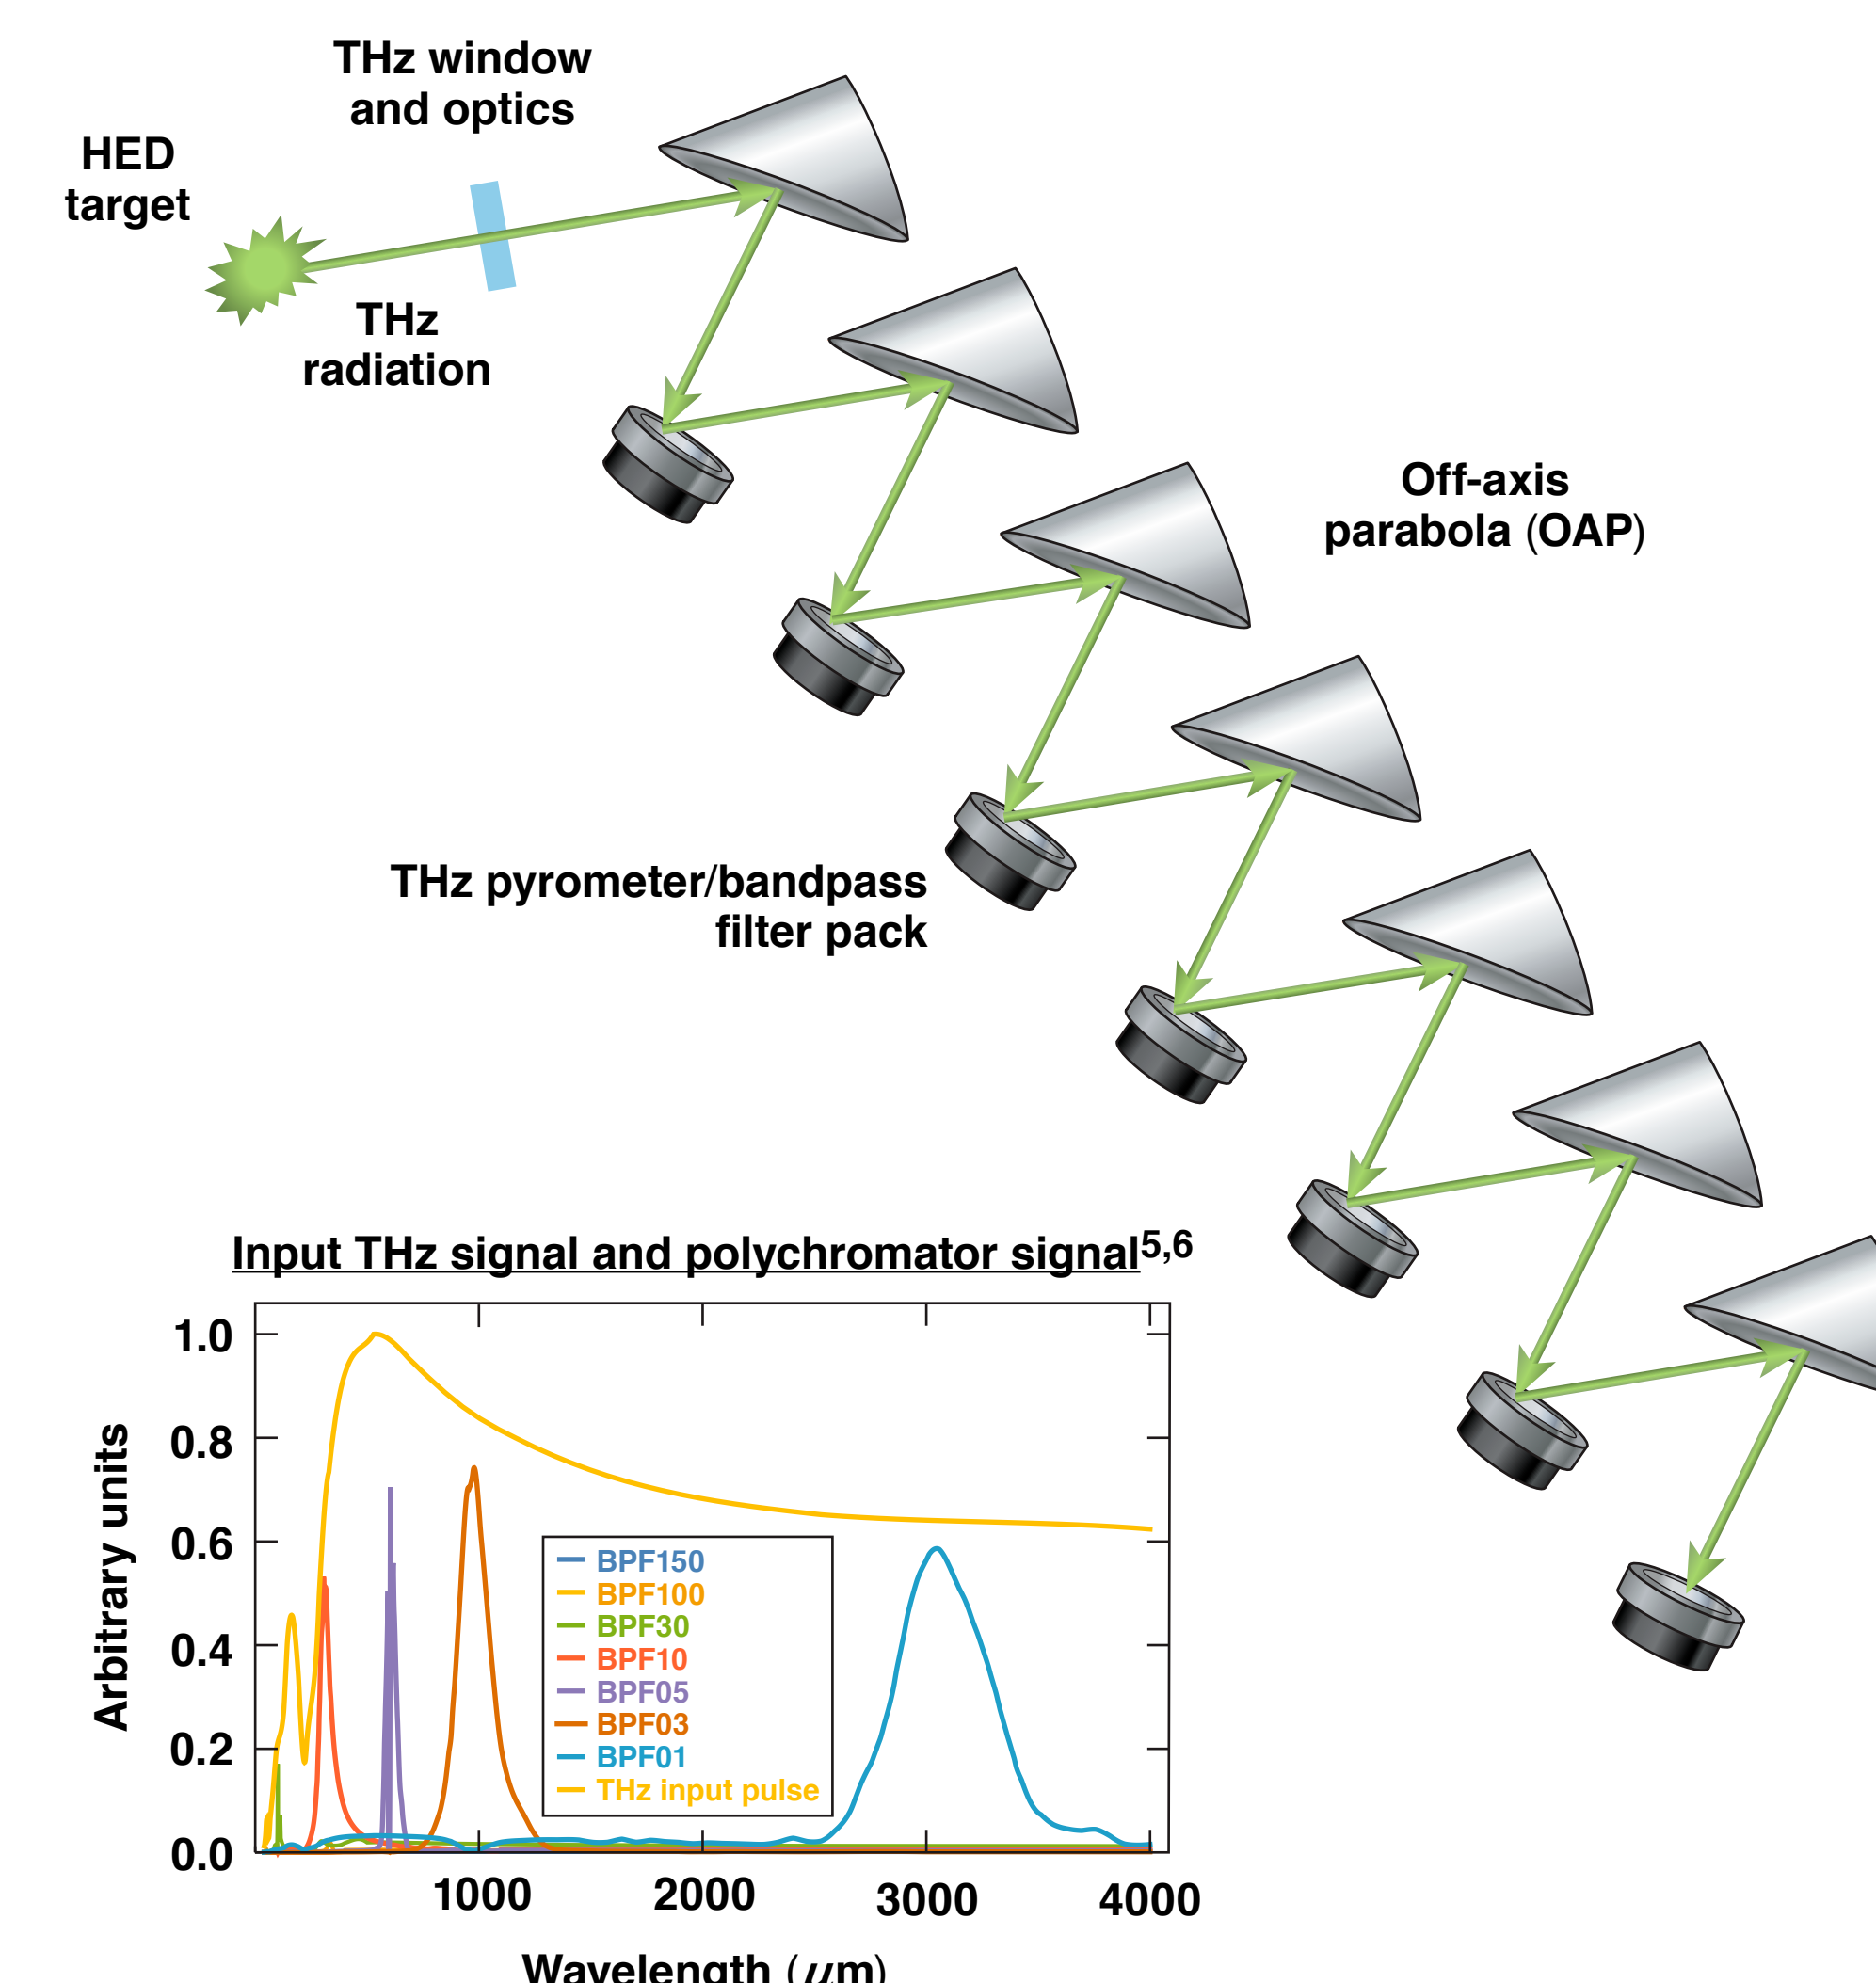 THz window
and optics
HED
target
THz
radiation
Off-axis
parabola (OAP)
THz pyrometer/bandpass
filter pack
Input THz signal and polychromator signal5,6
Arbitrary units
1.0
0.8
0.6
0.4
0.2
0.0
BPF150
BPF100
BPF30
BPF10
BPF05
BPF03
BPF01
THz input pulse
1000 2000 3000 4000
Wavelength (μm)